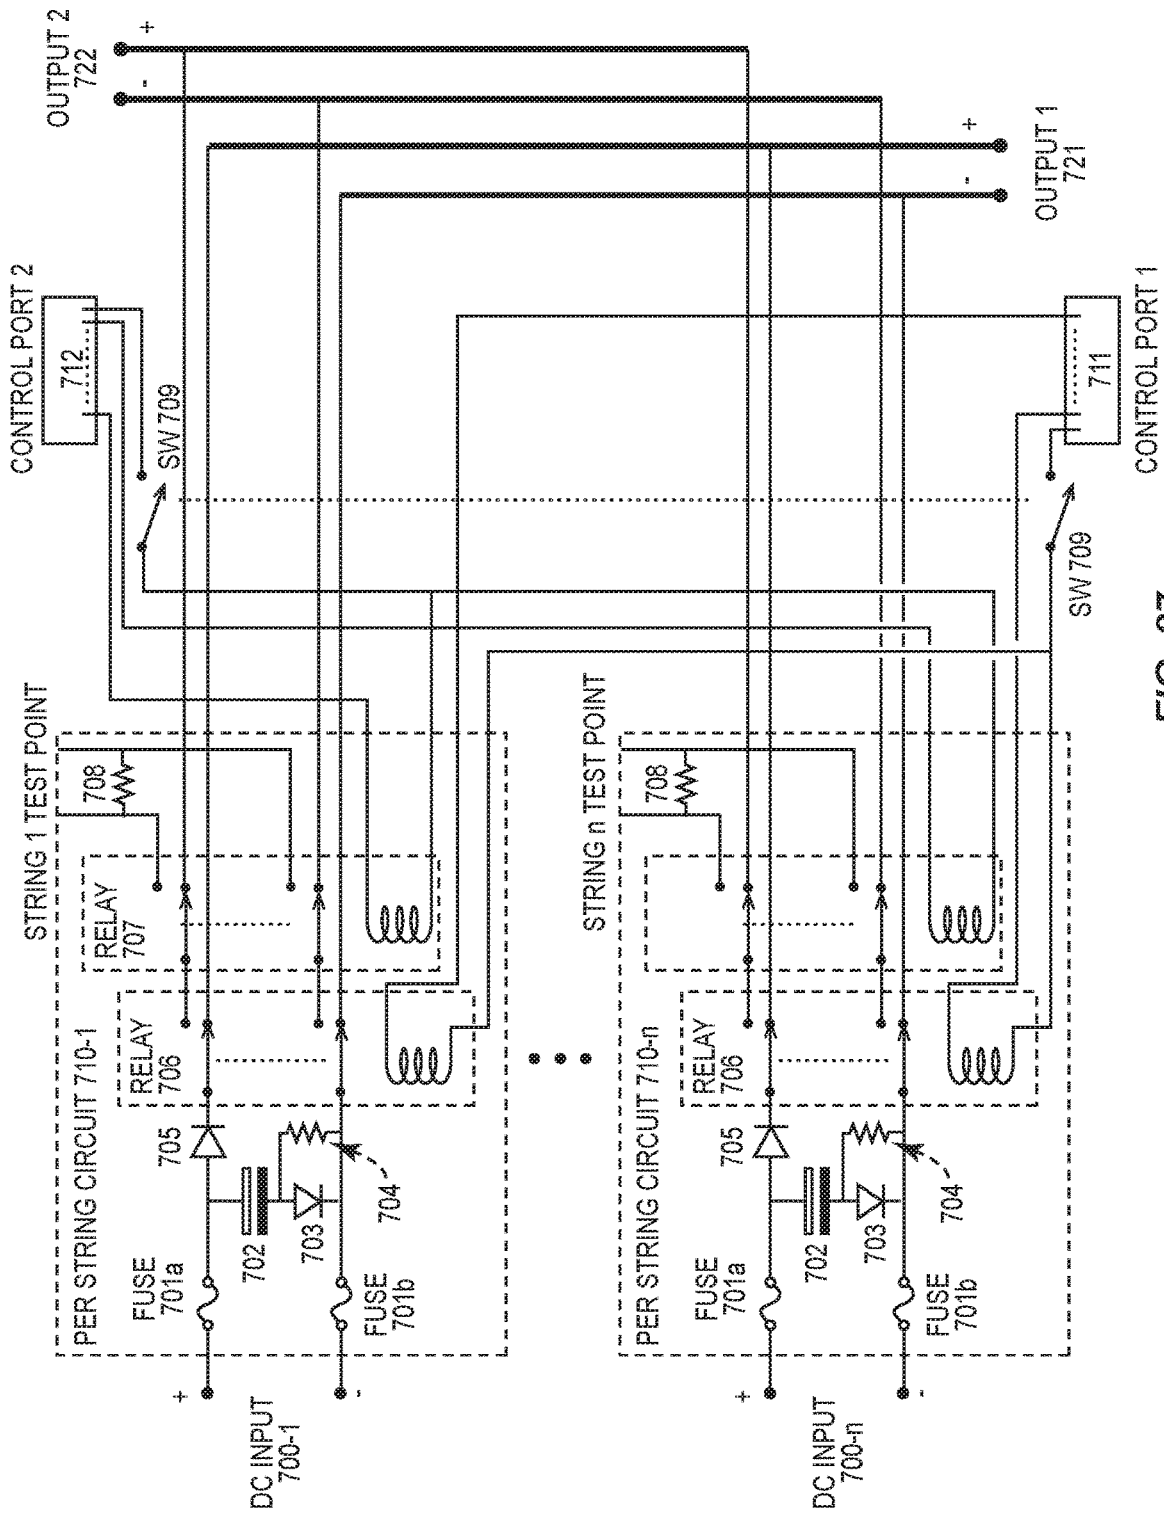 OUTPUT 2
722
+
-
+
-
OUTPUT 1
721
CONTROL PORT 2
712
SW 709
711
CONTROL PORT 1
SW 709
STRING 1 TEST POINT
708
RELAY
707
PER STRING CIRCUIT 710-1
RELAY
706
705
704
703
702
FUSE
701a
FUSE
701b
+
-
DC INPUT
700-1
STRING n TEST POINT
708
PER STRING CIRCUIT 710-n
RELAY
706
705
704
703
702
FUSE
701a
FUSE
701b
+
-
DC INPUT
700-n